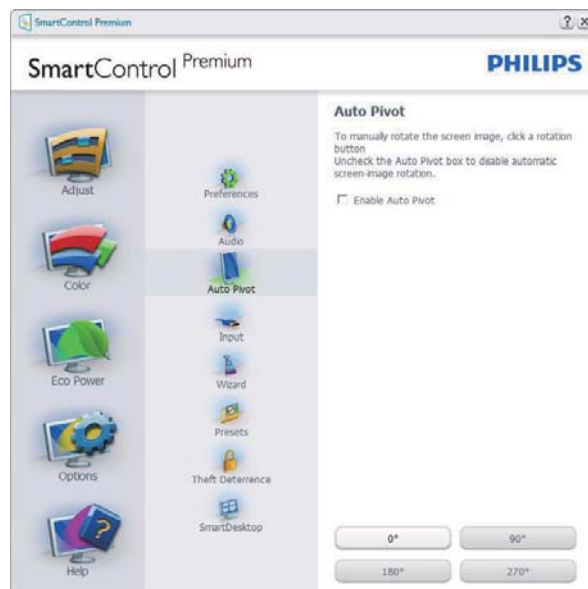 SmartControl Premium
? X
SmartControl Premium
PHILIPS
Adjust
Color
Eco Power
Options
Help
Preferences
Audio
Auto Pivot
Input
Wizard
Presets
Theft Deterrence
SmartDesktop
Auto Pivot
To manually rotate the screen image, click a rotation
button
Uncheck the Auto Pivot box to disable automatic
screen-image rotation.
Enable Auto Pivot
0°
90°
180°
270°